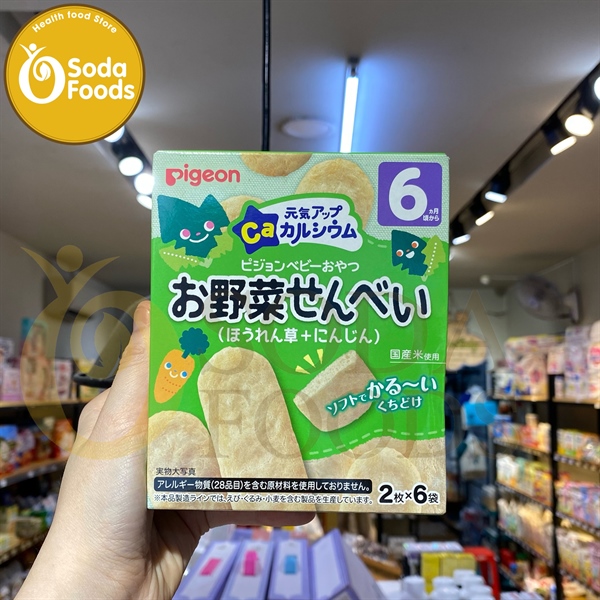 Health food Store
Soda
Foods
Pigeon
6
ヵ月
頃から
元気アップ
Ca カルシウム
ピジョンベビーおやつ
お野菜せんべい
(ほうれん草+にんじん)
国産米使用
ソフトでかる〜い
くちどけ
実物大写真
アレルギー物質(28品目)を含む原材料を使用しておりません。
※本品製造ラインでは、えび・くるみ・小麦を含む製品を生産しています。
2枚×6袋
SODA
FOODS